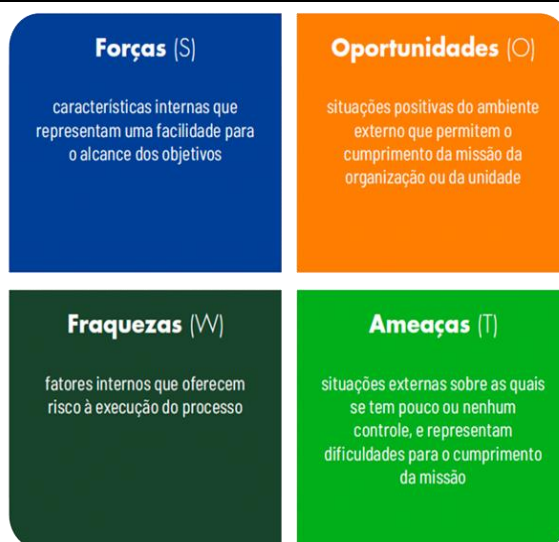 Forças (S)
características internas que
representam uma facilidade para
o alcance dos objetivos
Oportunidades (O)
situações positivas do ambiente
externo que permitem o
cumprimento da missão da
organização ou da unidade
Fraquezas (W)
fatores internos que oferecem
risco à execução do processo
Ameaças (T)
situações externas sobre as quais
se tem pouco ou nenhum
controle, e representam
dificuldades para o cumprimento
da missão